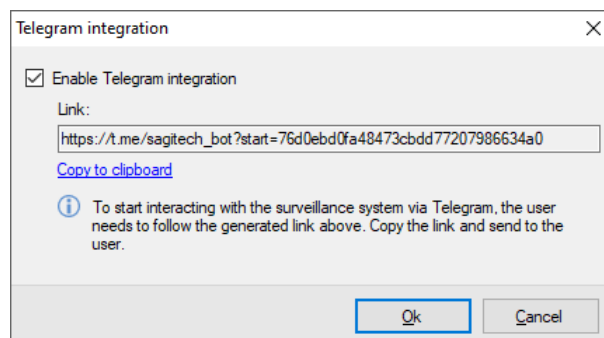 Telegram integration
Enable Telegram integration
Link:
https://t.me/sagitech_bot?start=76d0ebd0fa48473cbdd77207986634a0
Copy to clipboard
To start interacting with the surveillance system via Telegram, the user
needs to follow the generated link above. Copy the link and send to the
user.
Ok
Cancel